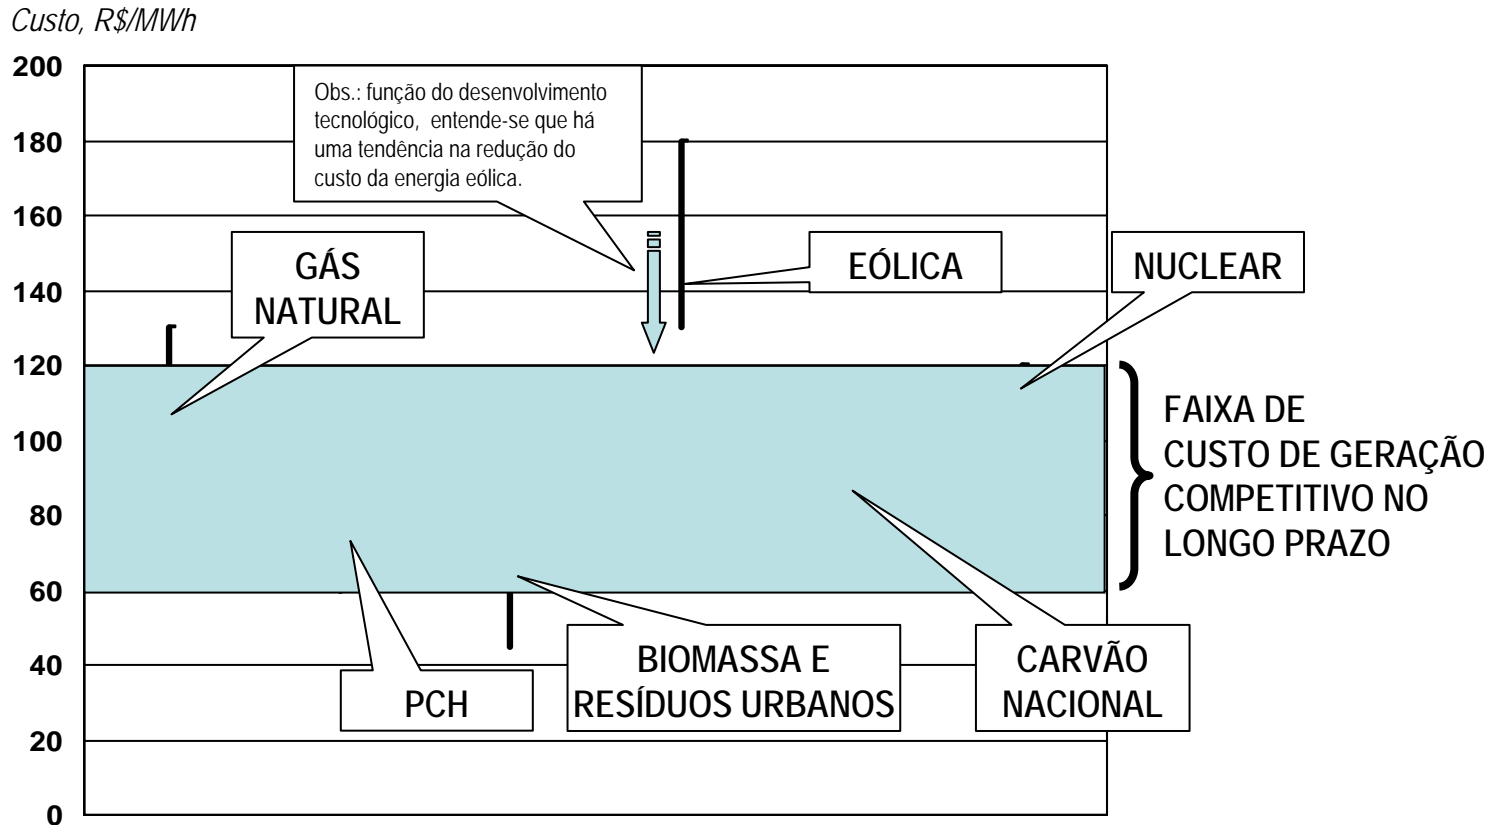 Custo, R$/MWh
200
180
160
140
120
100
80
60
40
20
0
Obs.: função do desenvolvimento
tecnológico, entende-se que há
uma tendência na redução do
custo da energia eólica.
GÁS
NATURAL
EÓLICA
NUCLEAR
FAIXA DE
CUSTO DE GERAÇÃO
COMPETITIVO NO
LONGO PRAZO
PCH
BIOMASSA E
RESÍDUOS URBANOS
CARVÃO
NACIONAL